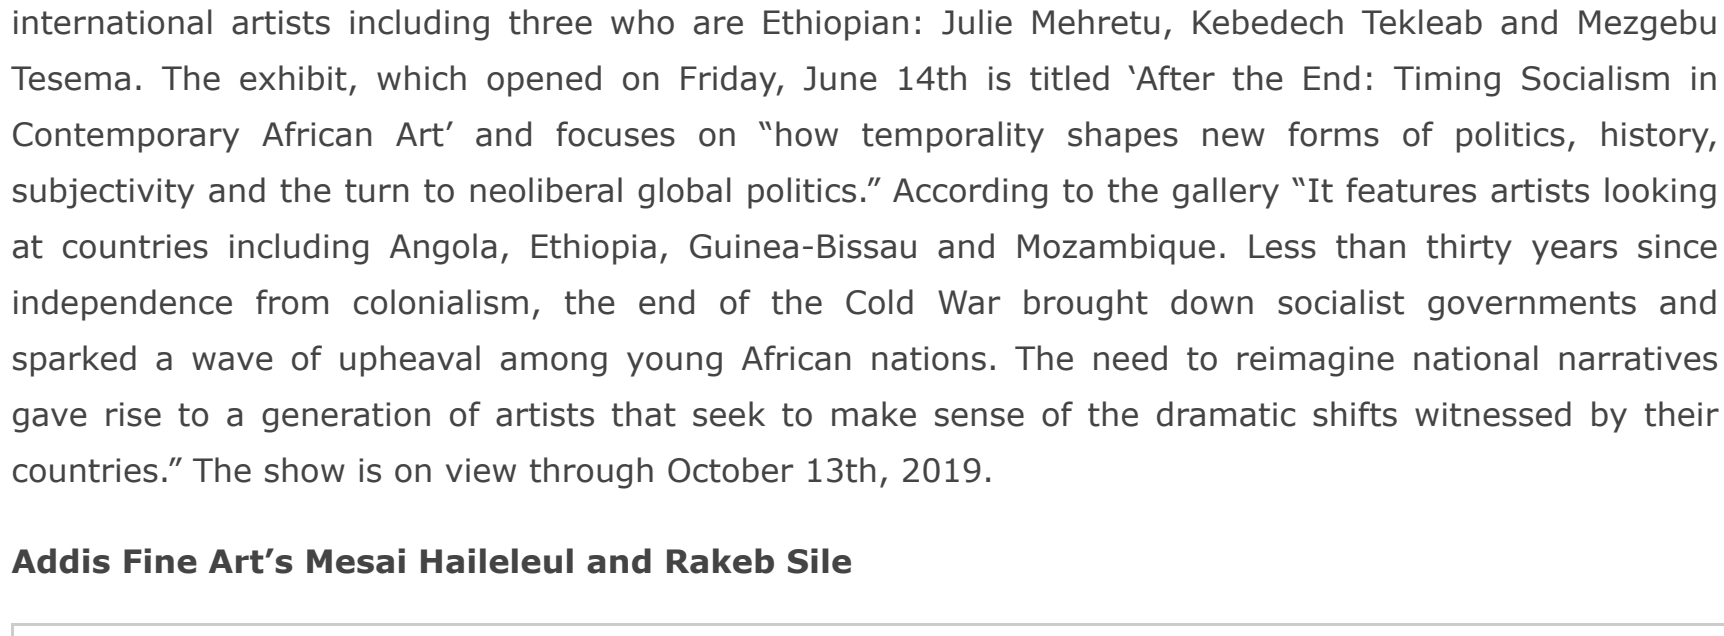 international artists including three who are Ethiopian: Julie Mehretu, Kebedech Tekleab and Mezgebu
Tesema. The exhibit, which opened on Friday, June 14th is titled ‘After the End: Timing Socialism in
Contemporary African Art’ and focuses on “how temporality shapes new forms of politics, history,
subjectivity and the turn to neoliberal global politics.” According to the gallery “It features artists looking
at countries including Angola, Ethiopia, Guinea-Bissau and Mozambique. Less than thirty years since
independence from colonialism, the end of the Cold War brought down socialist governments and
sparked a wave of upheaval among young African nations. The need to reimagine national narratives
gave rise to a generation of artists that seek to make sense of the dramatic shifts witnessed by their
countries.” The show is on view through October 13th, 2019.
Addis Fine Art’s Mesai Haileleul and Rakeb Sile